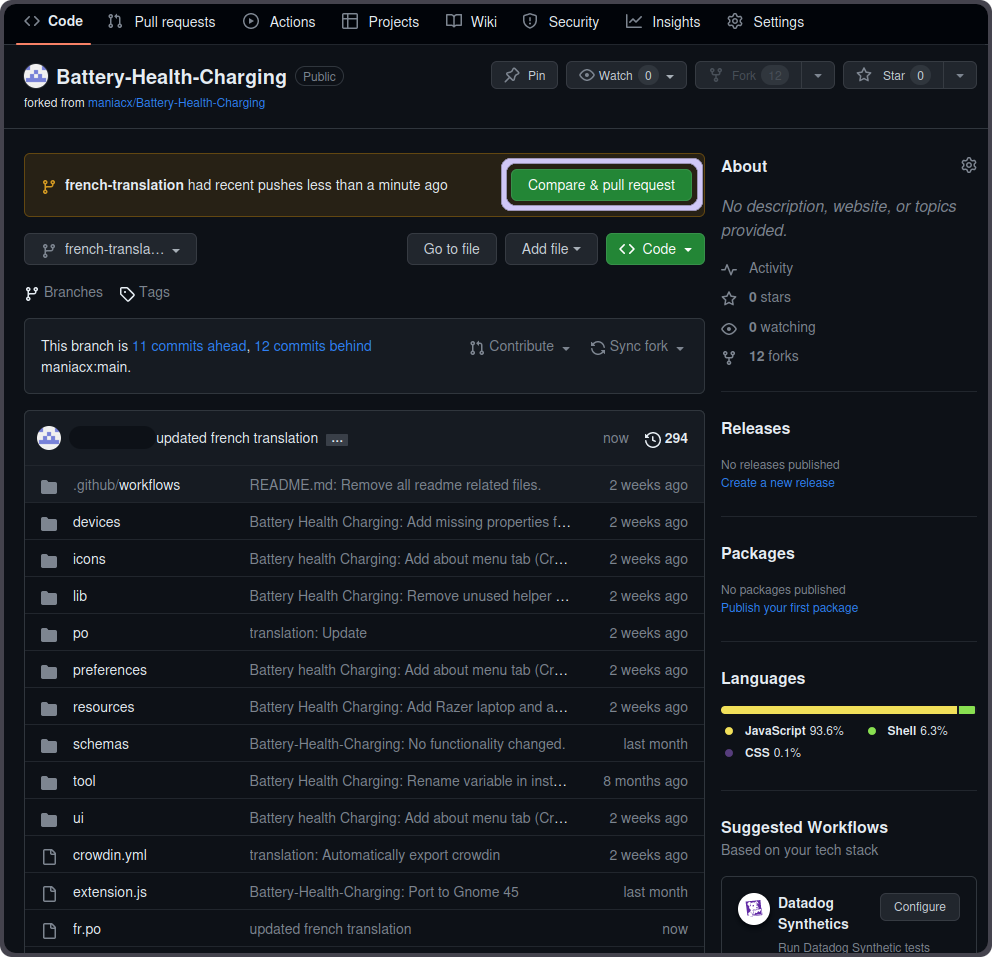 Code Pull requests Actions Projects Wiki Security Insights Settings
Battery-Health-Charging Public Pin Watch 0 Fork 12 Star 0
forked from maniacx/Battery-Health-Charging
french-translation had recent pushes less than a minute ago Compare & pull request
french-transla… Go to file Add file Code
Branches Tags
This branch is 11 commits ahead, 12 commits behind Contribute Sync fork
maniacx:main.
updated french translation … now 294
.github/workflows README.md: Remove all readme related files. 2 weeks ago
devices Battery Health Charging: Add missing properties f… 2 weeks ago
icons Battery health Charging: Add about menu tab (Cr… 2 weeks ago
lib Battery Health Charging: Remove unused helper … 2 weeks ago
po translation: Update 2 weeks ago
preferences Battery health Charging: Add about menu tab (Cr… 2 weeks ago
resources Battery Health Charging: Add Razer laptop and a… 2 weeks ago
schemas Battery-Health-Charging: No functionality changed. last month
tool Battery Health Charging: Rename variable in inst… 8 months ago
ui Battery health Charging: Add about menu tab (Cr… 2 weeks ago
crowdin.yml translation: Automatically export crowdin 2 weeks ago
extension.js Battery-Health-Charging: Port to Gnome 45 last month
fr.po updated french translation now
About
No description, website, or topics
provided.
Activity
0 stars
0 watching
12 forks
Releases
No releases published
Create a new release
Packages
No packages published
Publish your first package
Languages
JavaScript 93.6% Shell 6.3%
CSS 0.1%
Suggested Workflows
Based on your tech stack
Datadog Configure
Synthetics
Run Datadog Synthetic tests